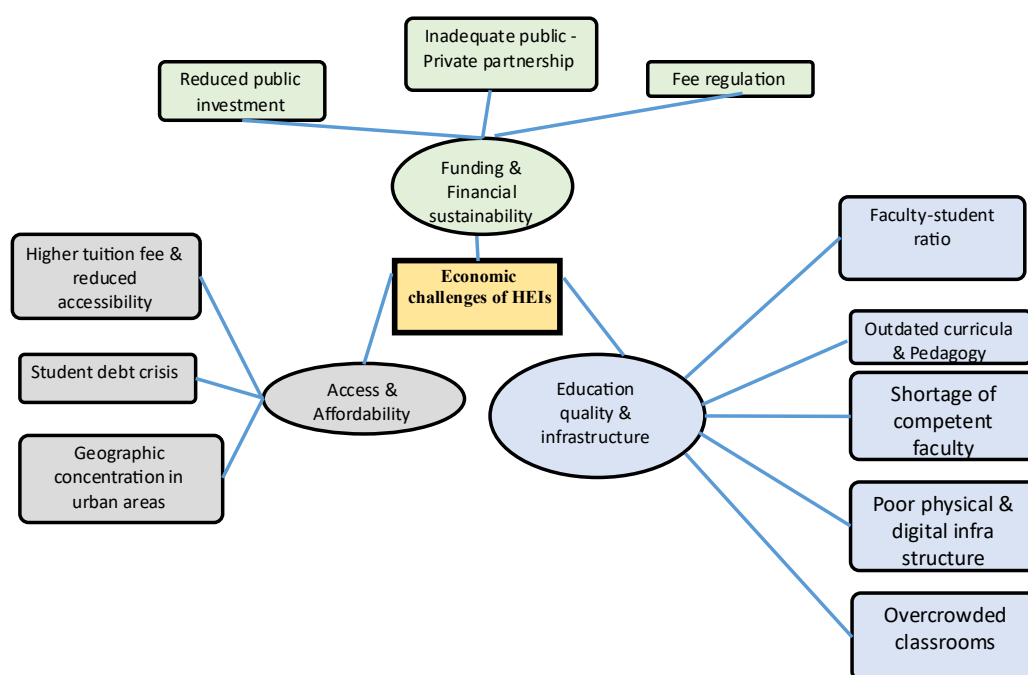 Inadequate public -
Private partnership
Reduced public
investment
Fee regulation
Funding &
Financial
sustainability
Economic
challenges of HEIs
Higher tuition fee &
reduced
accessibility
Student debt crisis
Geographic
concentration in
urban areas
Access &
Affordability
Education
quality &
infrastructure
Faculty-student
ratio
Outdated curricula
& Pedagogy
Shortage of
competent
faculty
Poor physical &
digital infra
structure
Overcrowded
classrooms